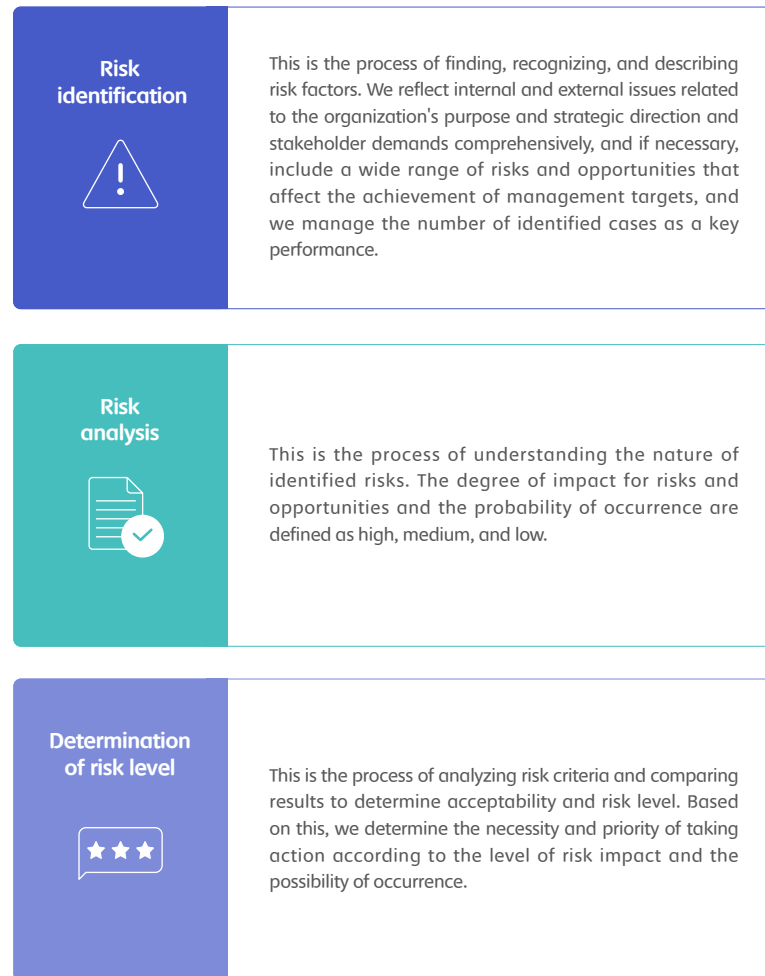 Risk
identification
This is the process of finding, recognizing, and describing
risk factors. We reflect internal and external issues related
to the organization's purpose and strategic direction and
stakeholder demands comprehensively, and if necessary,
include a wide range of risks and opportunities that
affect the achievement of management targets, and
we manage the number of identified cases as a key
performance.
Risk
analysis
This is the process of understanding the nature of
identified risks. The degree of impact for risks and
opportunities and the probability of occurrence are
defined as high, medium, and low.
Determination
of risk level
This is the process of analyzing risk criteria and comparing
results to determine acceptability and risk level. Based
on this, we determine the necessity and priority of taking
action according to the level of risk impact and the
possibility of occurrence.